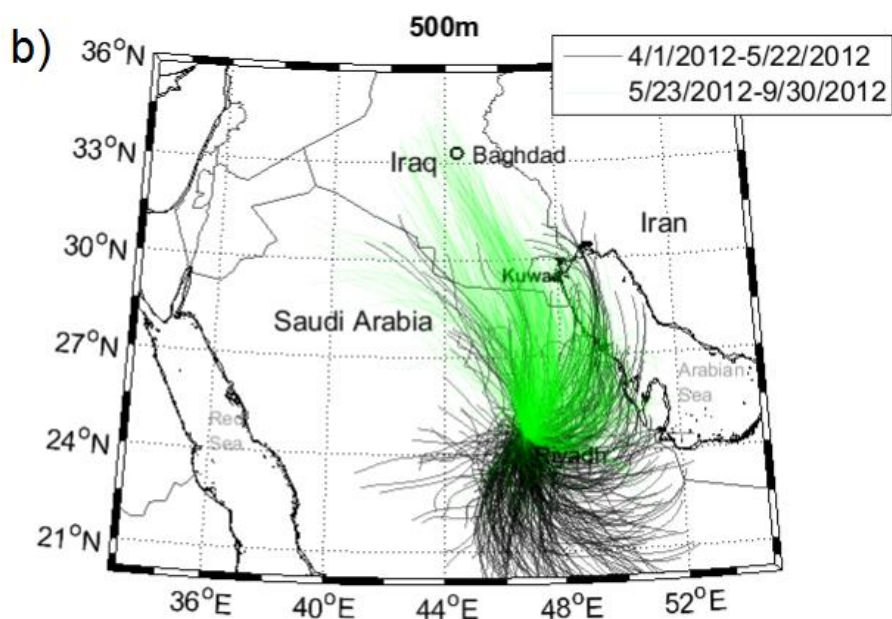 b)
500m
4/1/2012-5/22/2012
5/23/2012-9/30/2012
36°N
33°N
30°N
27°N
24°N
21°N
Iraq
Baghdad
Iran
Kuwait
Saudi Arabia
Arabian
Sea
Red
Sea
Riyadh
36°E
40°E
44°E
48°E
52°E